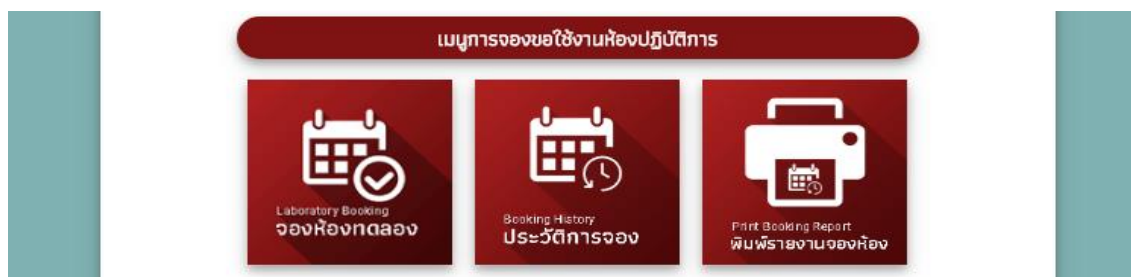 เมนูการจองขอใช้งานห้องปฏิบัติการ
Laboratory Booking
จองห้องทดลอง
Booking History
ประวัติการจอง
Print Booking Report
พิมพ์รายงานจองห้อง